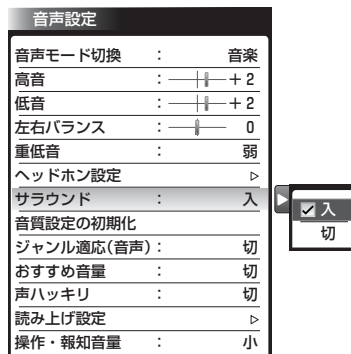 音声設定
音声モード切換 : 音楽
高音 : +2
低音 : +2
左右バランス : 0
重低音 : 弱
ヘッドホン設定 ▷
サラウンド : 入
✓ 入
切
音質設定の初期化
ジャンル適応(音声) : 切
おすすめ音量 : 切
声ハッキリ : 切
読み上げ設定 ▷
操作・報知音量 : 小